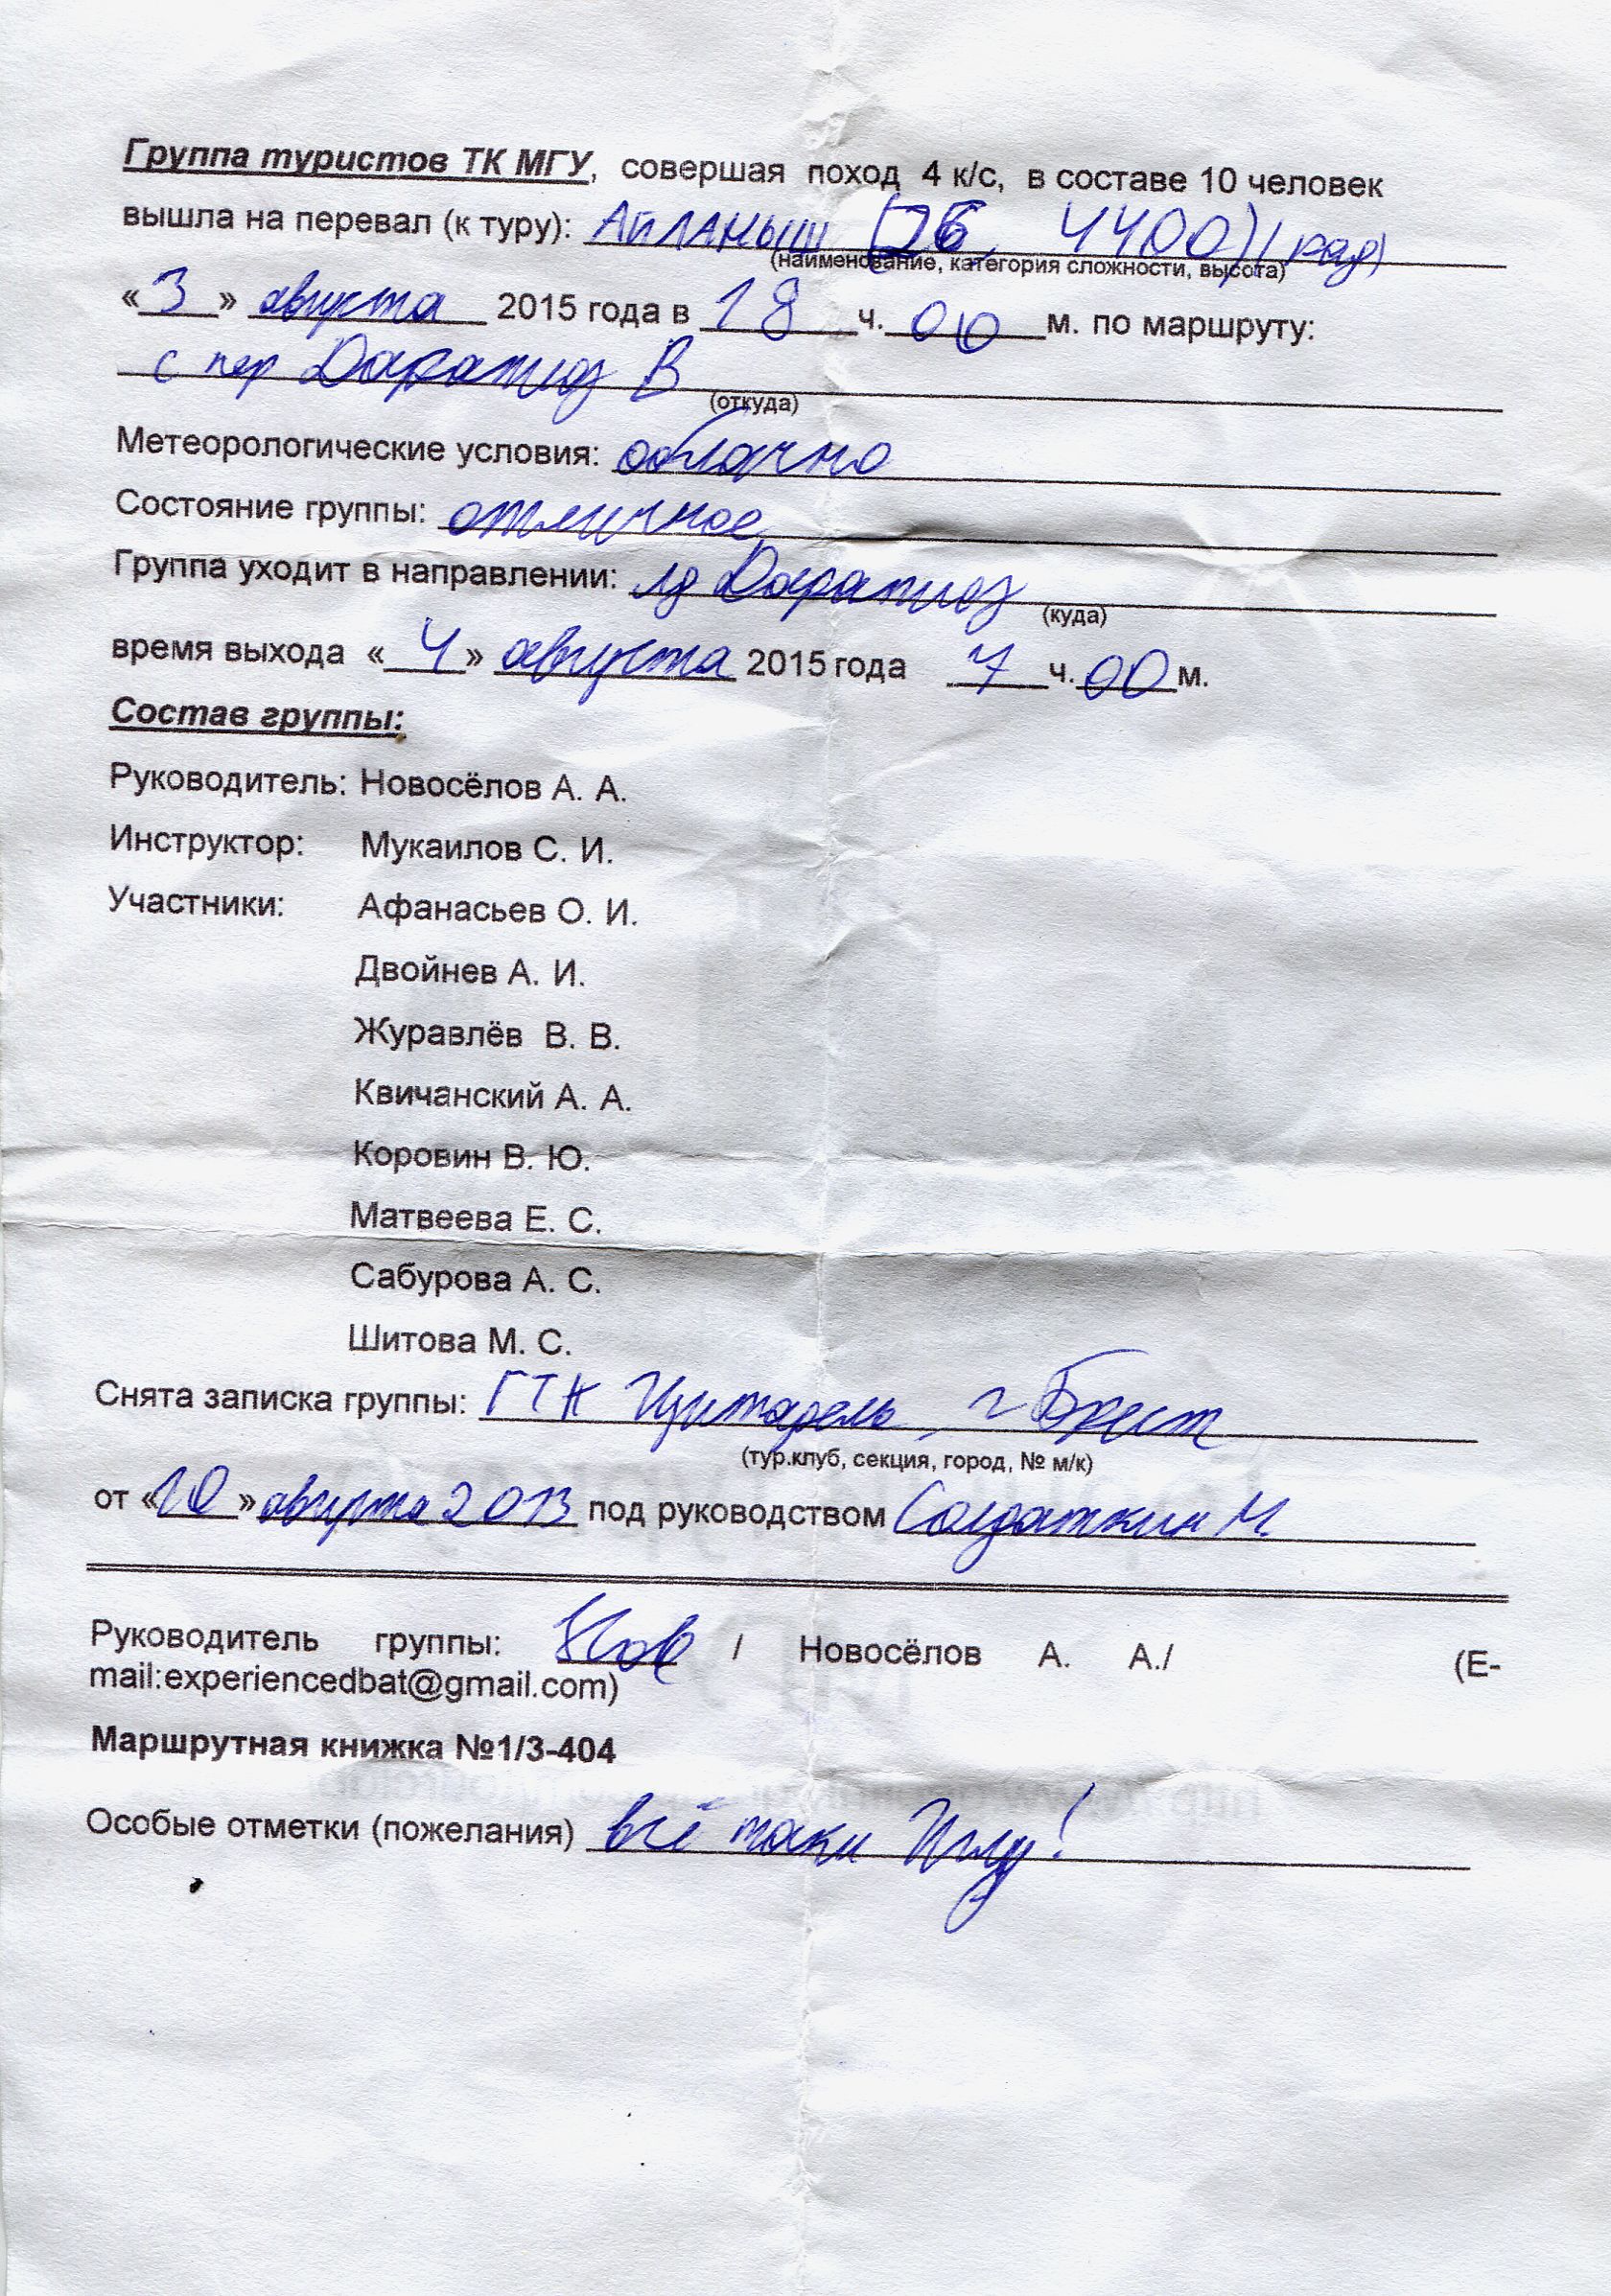 Группа туристов ТК МГУ, совершая поход 4 к/с, в составе 10 человек
вышла на перевал (к туру): Айланыш (2Б, 4400) (рад)
(наименование, категория сложности, высота)
«3» августа 2015 года в 18 ч. 00 м. по маршруту:
с пер Дараптиоз В
(откуда)
Метеорологические условия: облачно
Состояние группы: отличное
Группа уходит в направлении: лд Дараптиоз
(куда)
время выхода «4» августа 2015 года 7 ч. 00 м.
Состав группы:
Руководитель: Новосёлов А. А.
Инструктор: Мукаилов С. И.
Участники: Афанасьев О. И.
Двойнев А. И.
Журавлёв В. В.
Квичанский А. А.
Коровин В. Ю.
Матвеева Е. С.
Сабурова А. С.
Шитова М. С.
Снята записка группы: ГТК Цитадель, г Брест
(тур.клуб, секция, город, № м/к)
от «10» августа 2013 под руководством Солдаткин М.
Руководитель группы: / Новосёлов А. А./ (E-
mail:experiencedbat@gmail.com)
Маршрутная книжка №1/3-404
Особые отметки (пожелания) всё таки Иглу!